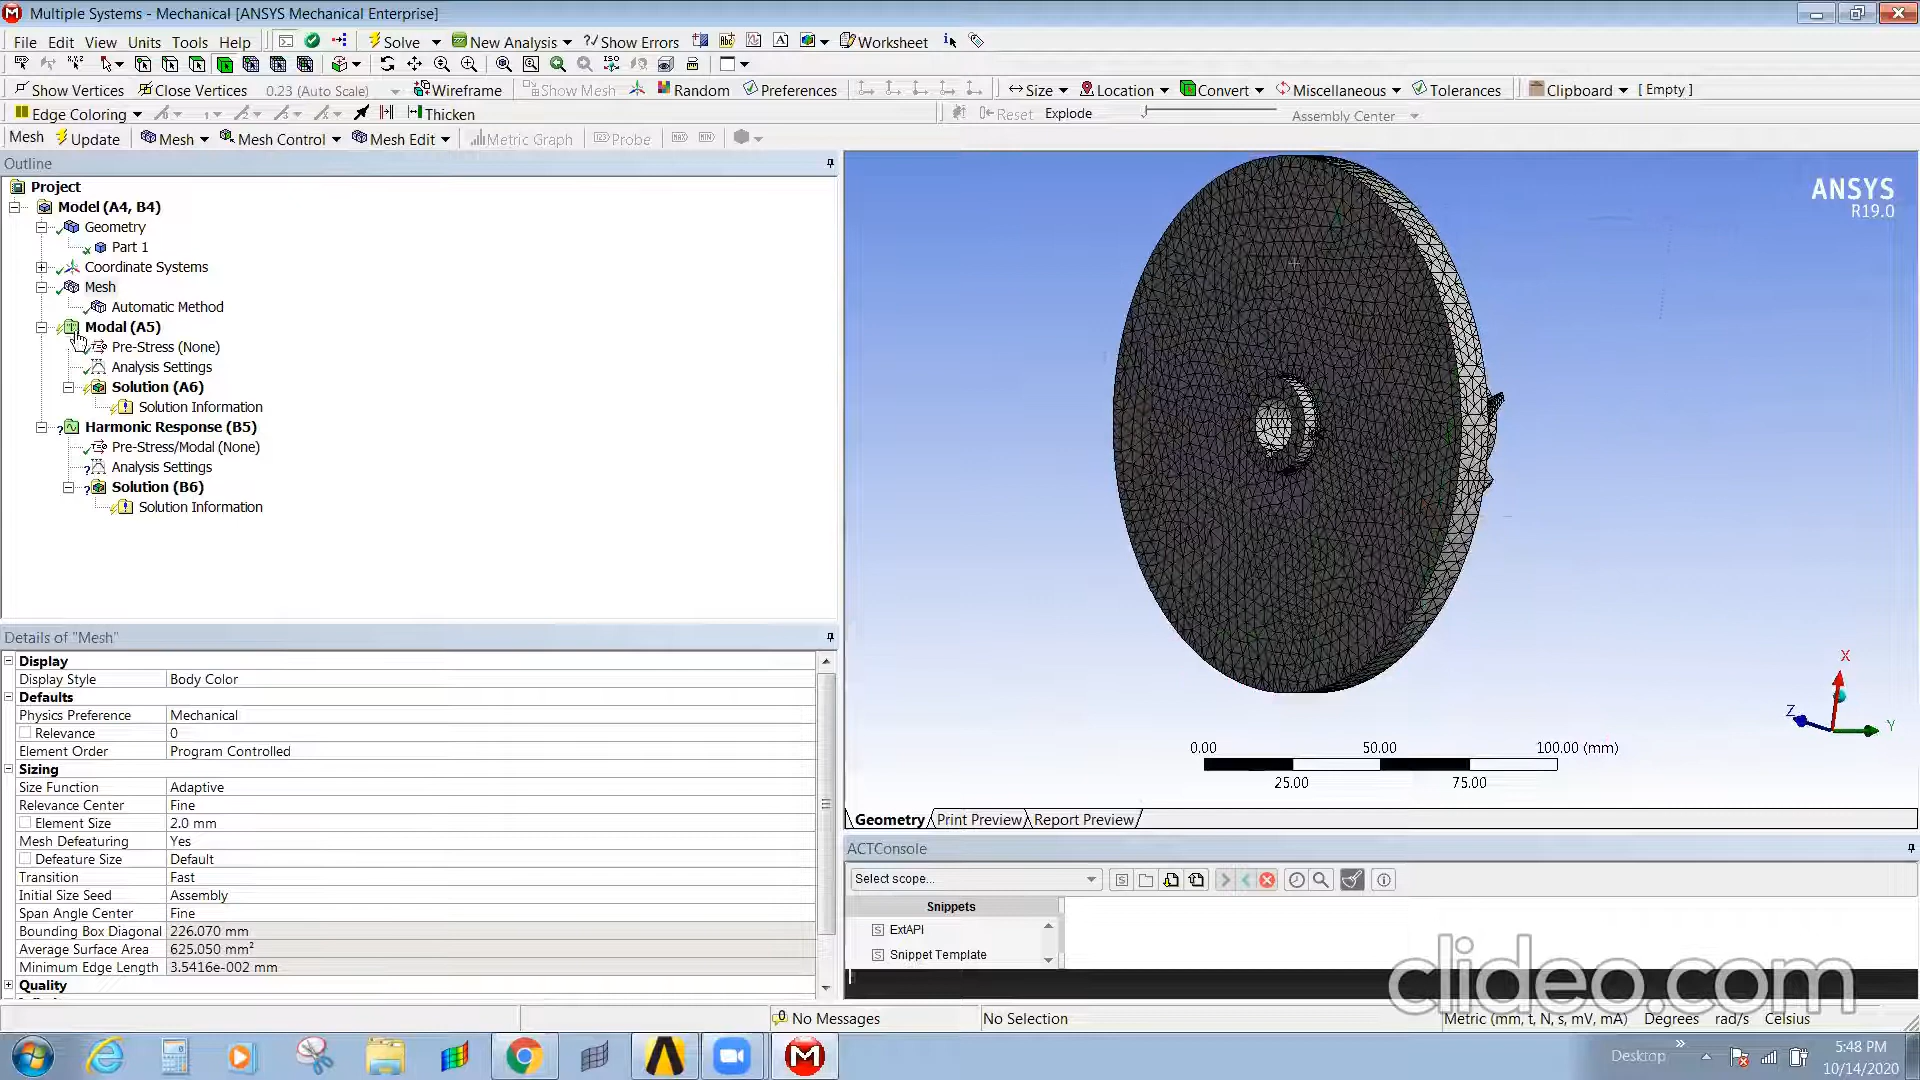 Multiple Systems - Mechanical [ANSYS Mechanical Enterprise]
File Edit View Units Tools Help Solve New Analysis ?/Show Errors Worksheet
Show Vertices Close Vertices 0.23 (Auto Scale) Wireframe Show Mesh Random Preferences Size Location Convert Miscellaneous Tolerances Clipboard [ Empty ]
Edge Coloring Thicken Reset Explode Assembly Center
Mesh Update Mesh Mesh Control Mesh Edit Metric Graph Probe
Outline
Project
Model (A4, B4)
Geometry
Part 1
Coordinate Systems
Mesh
Automatic Method
Modal (A5)
Pre-Stress (None)
Analysis Settings
Solution (A6)
Solution Information
Harmonic Response (B5)
Pre-Stress/Modal (None)
Analysis Settings
Solution (B6)
Solution Information
Details of "Mesh"
Display
Display Style Body Color
Defaults
Physics Preference Mechanical
Relevance 0
Element Order Program Controlled
Sizing
Size Function Adaptive
Relevance Center Fine
Element Size 2.0 mm
Mesh Defeaturing Yes
Defeature Size Default
Transition Fast
Initial Size Seed Assembly
Span Angle Center Fine
Bounding Box Diagonal 226.070 mm
Average Surface Area 625.050 mm²
Minimum Edge Length 3.5416e-002 mm
Quality
ANSYS
R19.0
X
Z
Y
0.00 50.00 100.00 (mm)
25.00 75.00
Geometry Print Preview Report Preview
ACTConsole
Select scope...
Snippets
ExtAPI
Snippet Template
clideo.com
No Messages No Selection Metric (mm, t, N, s, mV, mA) Degrees rad/s Celsius
Desktop
5:48 PM
10/14/2020